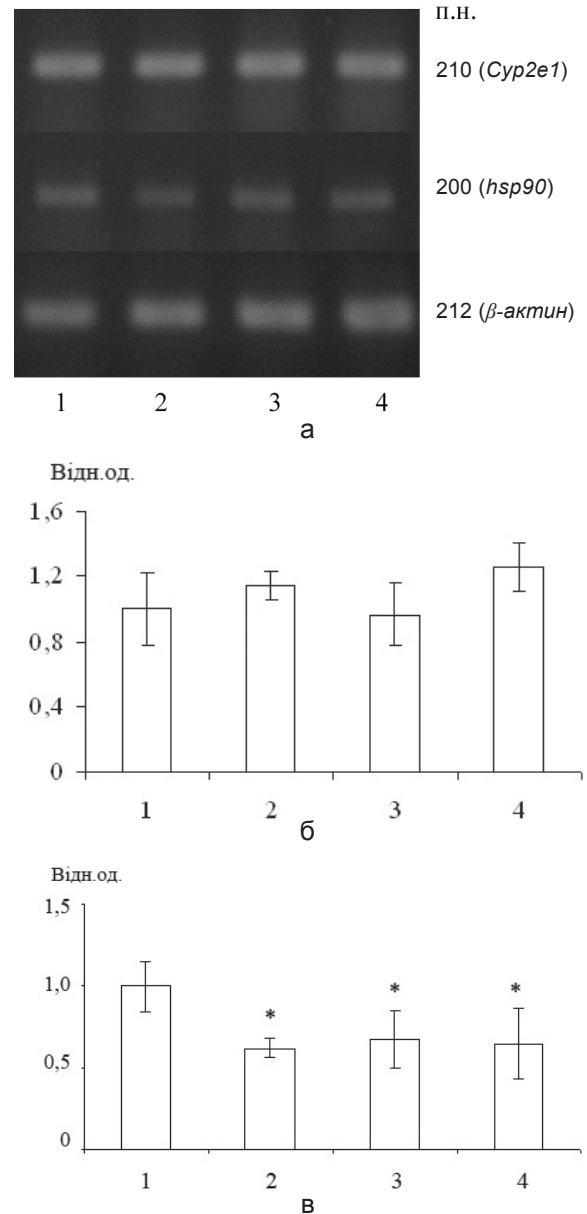 п.н.
210 (Cyp2e1)
200 (hsp90)
212 (β-актин)
1 2 3 4
а
Відн.од.
1,6
1,2
0,8
0,4
0
1 2 3 4
б
Відн.од.
1,5
1,0
* * *
0,5
0
1 2 3 4
в